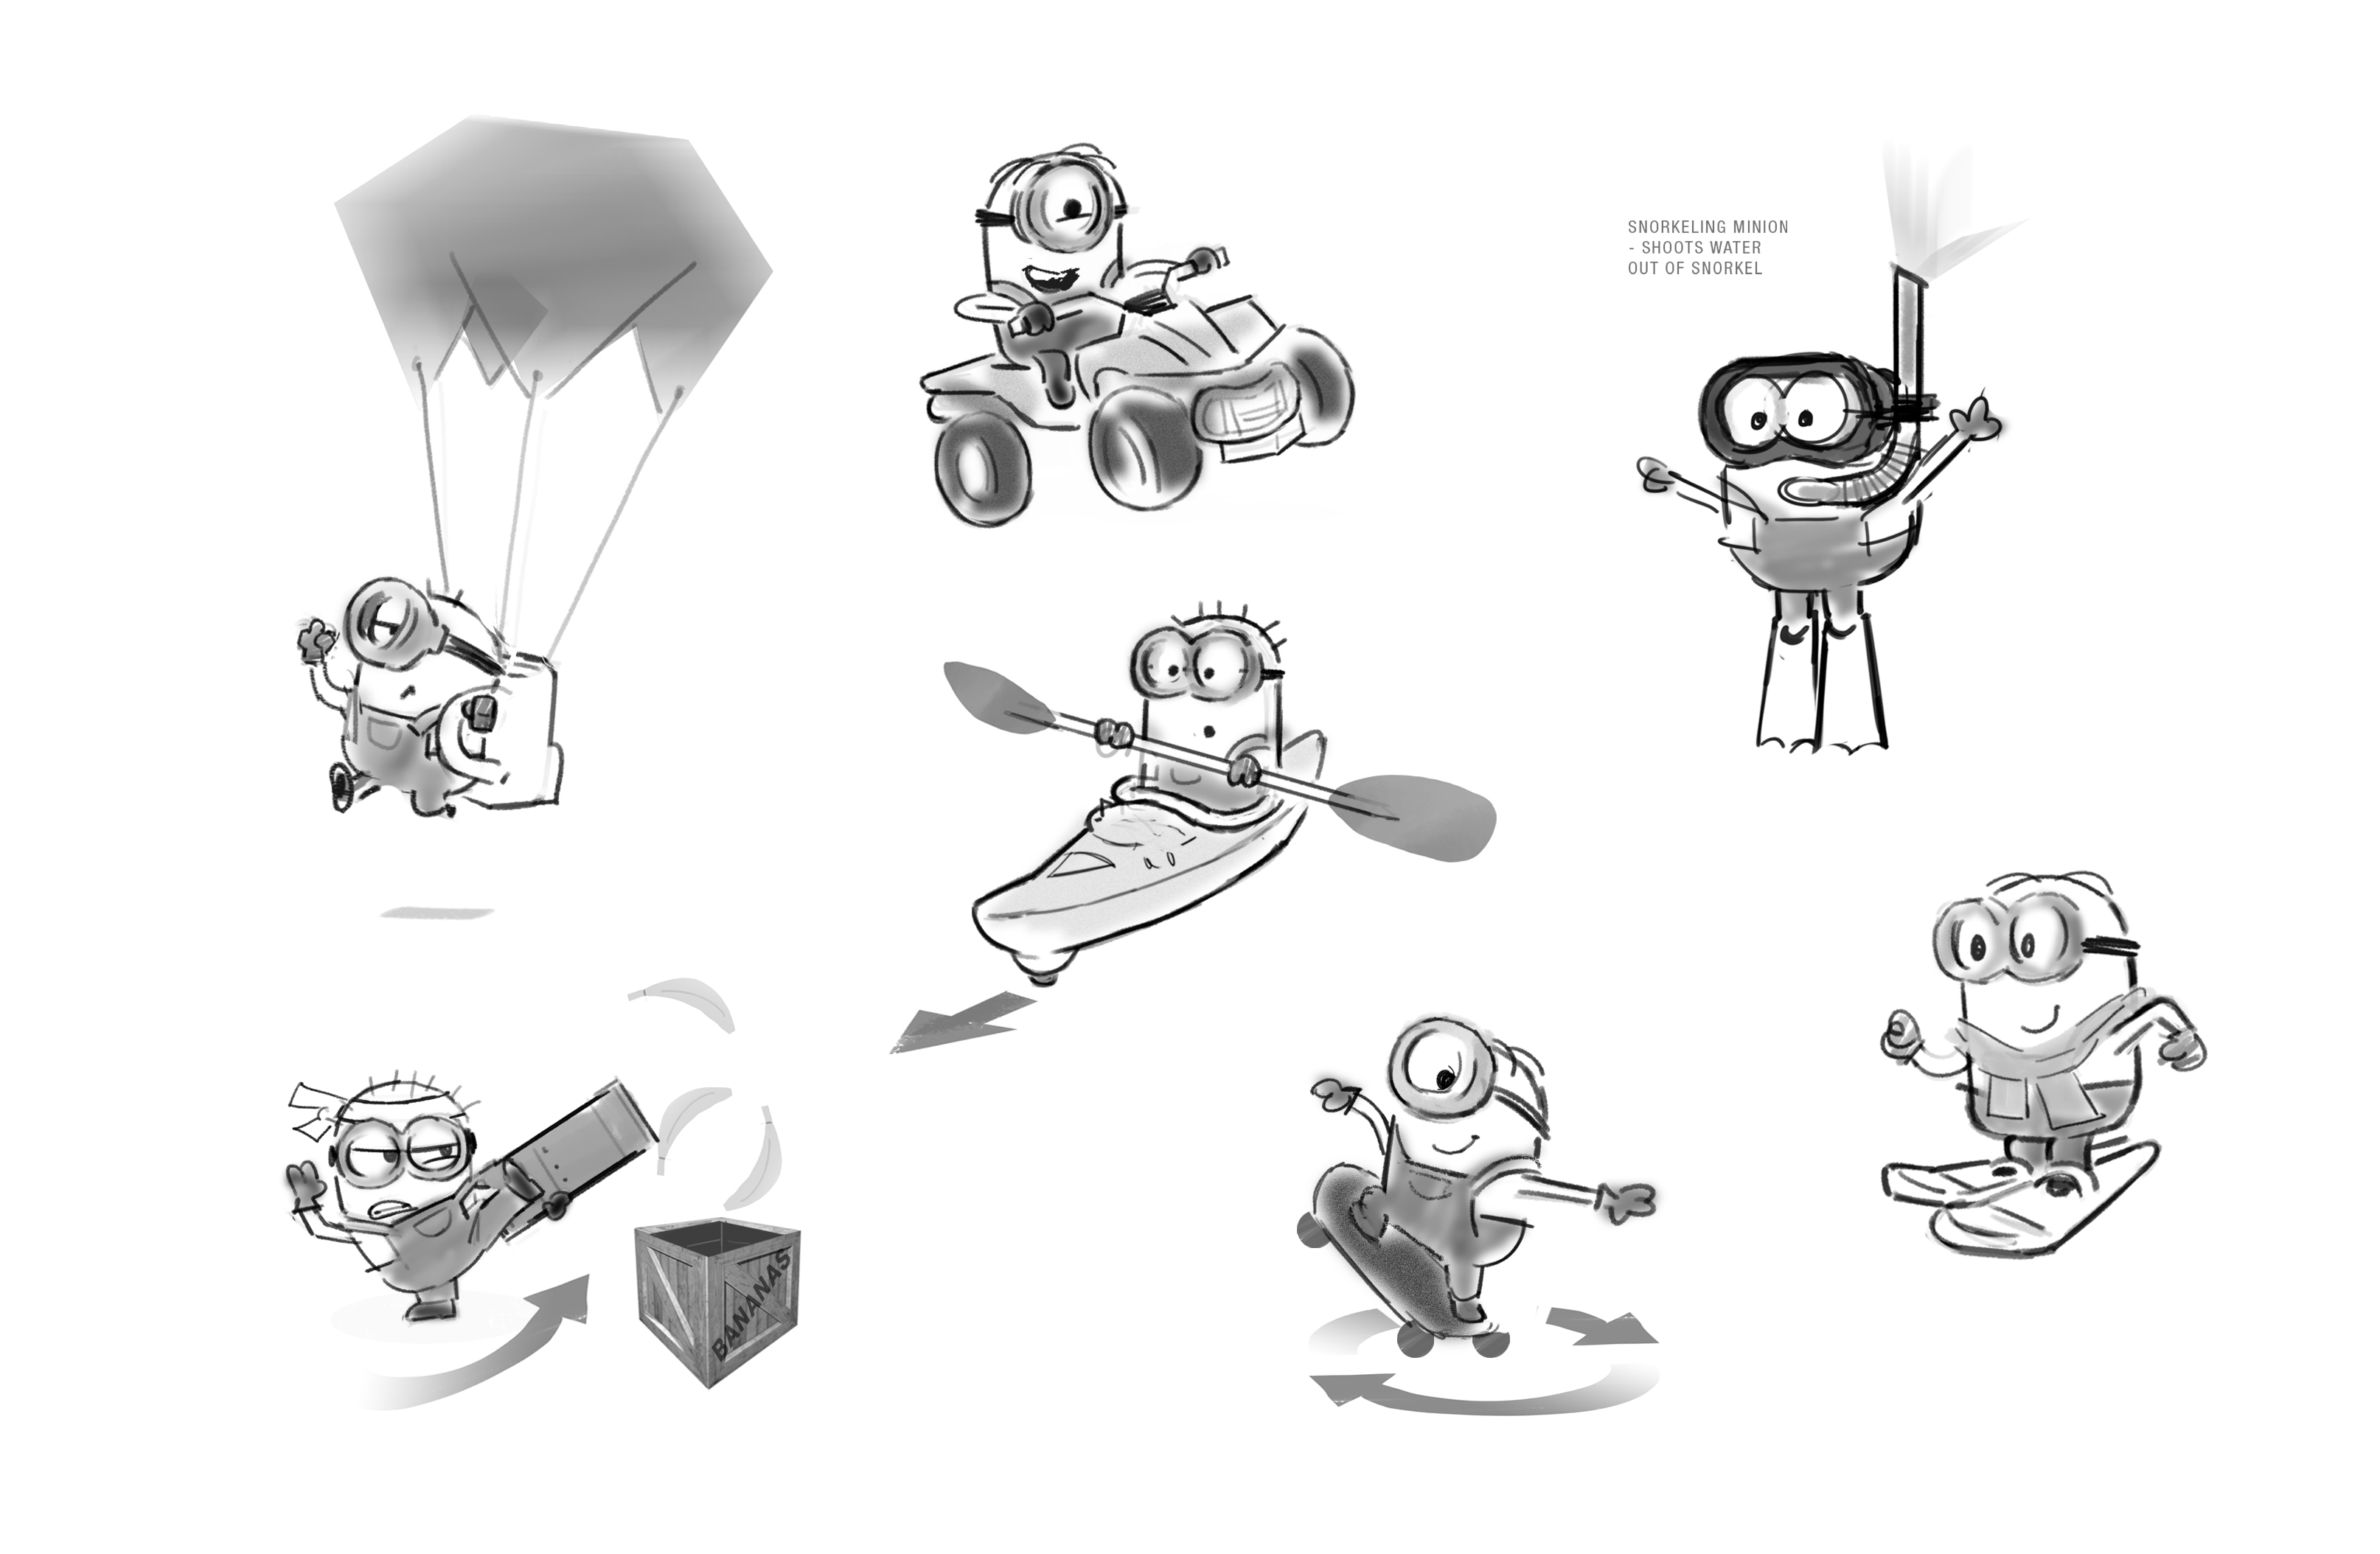 SNORKELING MINION
- SHOOTS WATER
OUT OF SNORKEL
BANANAS